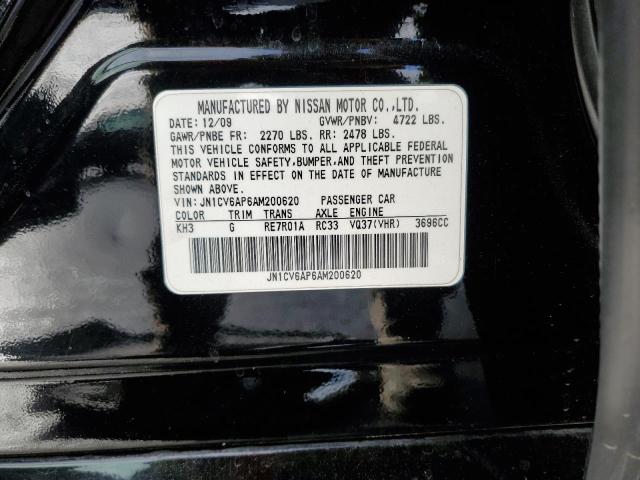 MANUFACTURED BY NISSAN MOTOR CO.,LTD.
DATE: 12/09 GVWR/PNBV: 4722 LBS.
GAWR/PNBE FR: 2270 LBS. RR: 2478 LBS.
THIS VEHICLE CONFORMS TO ALL APPLICABLE FEDERAL
MOTOR VEHICLE SAFETY,BUMPER,AND THEFT PREVENTION
STANDARDS IN EFFECT ON THE DATE OF MANUFACTURE
SHOWN ABOVE.
VIN: JN1CV6AP6AM200620 PASSENGER CAR
COLOR TRIM TRANS AXLE ENGINE
KH3 G RE7R01A RC33 VQ37(VHR) 3696CC
JN1CV6AP6AM200620